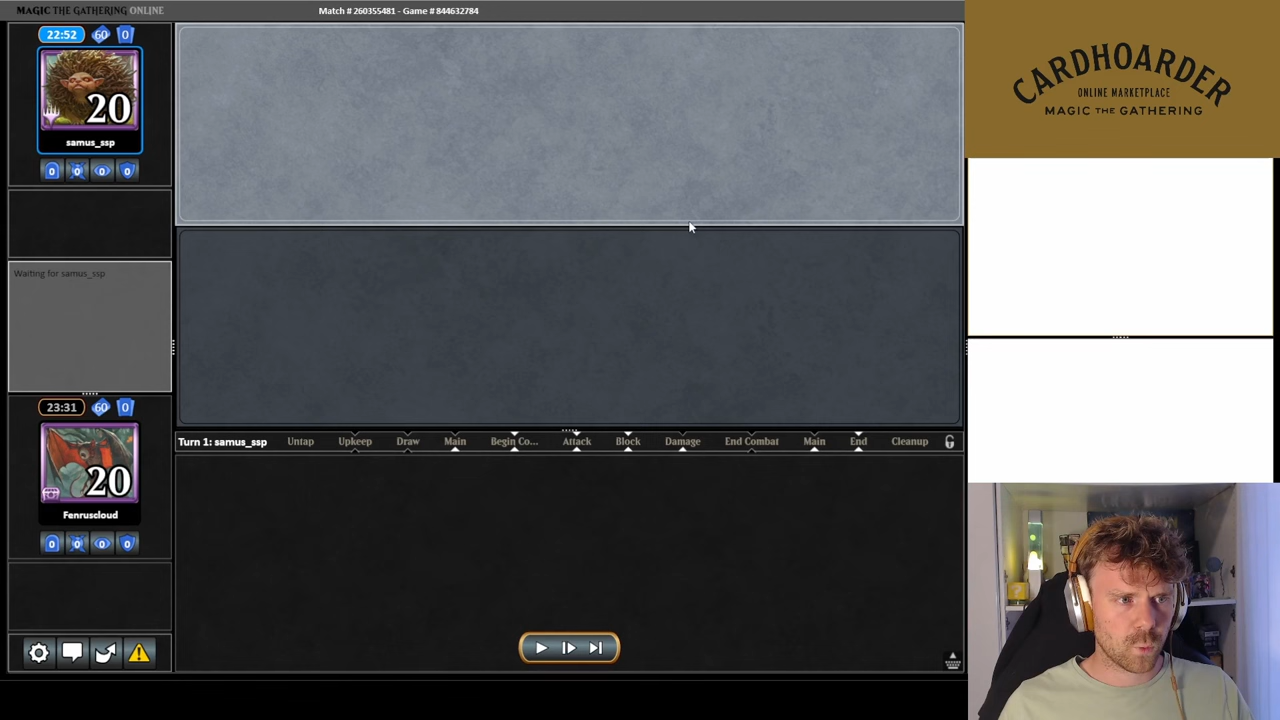 MAGIC THE GATHERING ONLINE
Match # 260355481 - Game # 844632784
22:52 60 0
20
samus_ssp
0 0 0 0
Waiting for samus_ssp
23:31 60 0
20
Fenruscloud
0 0 0 0
Turn 1: samus_ssp Untap Upkeep Draw Main Begin Co... Attack Block Damage End Combat Main End Cleanup
CARDHOARDER
ONLINE MARKETPLACE
MAGIC THE GATHERING